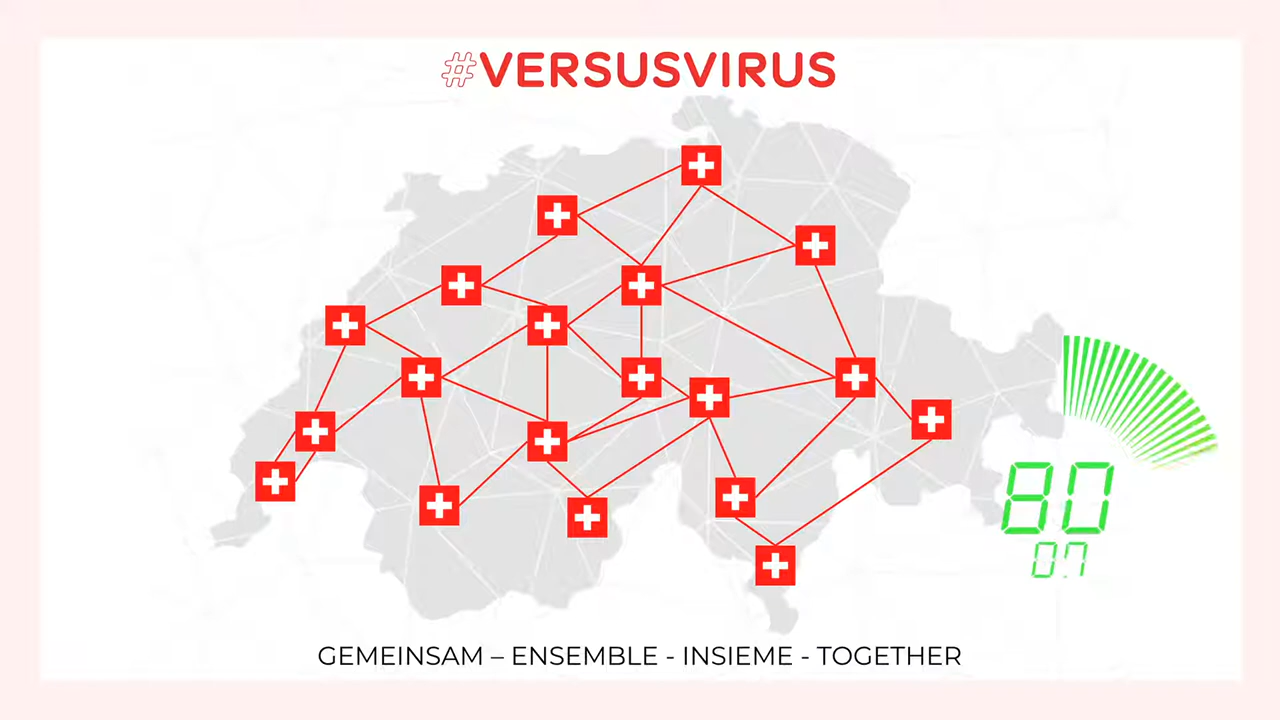 #VERSUSVIRUS
80
07
GEMEINSAM – ENSEMBLE - INSIEME - TOGETHER